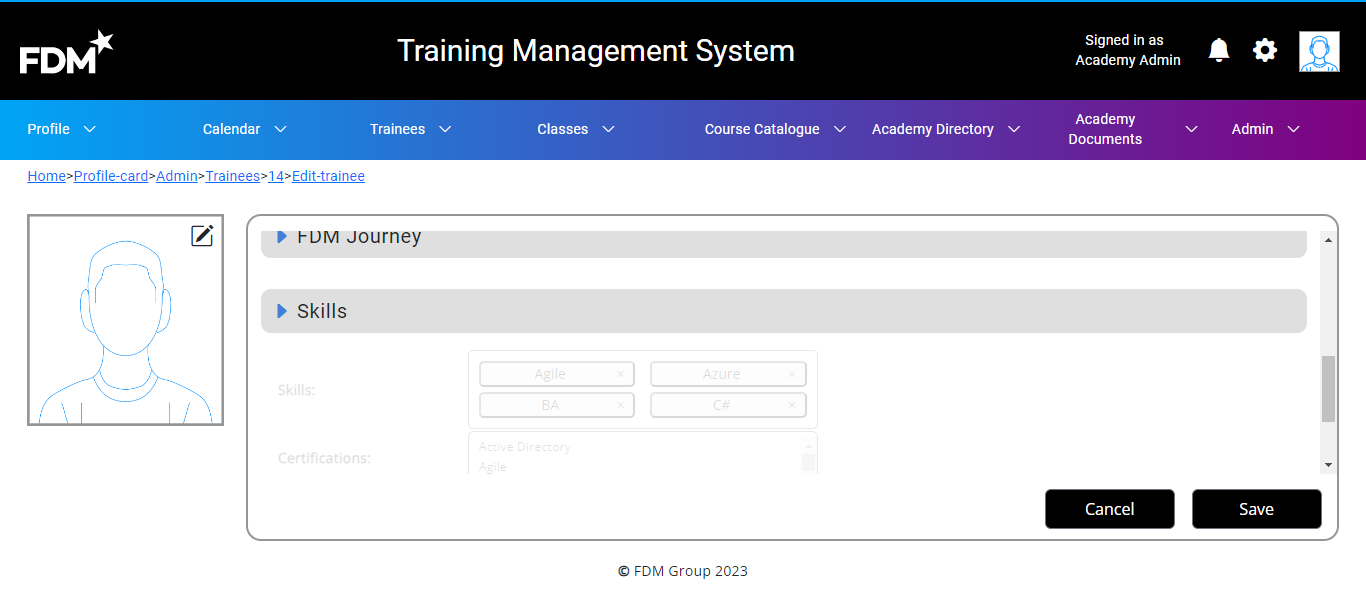 FDM
Training Management System
Signed in as
Academy Admin
Profile
Calendar
Trainees
Classes
Course Catalogue
Academy Directory
Academy
Documents
Admin
Home>Profile-card>Admin>Trainees>14>Edit-trainee
FDM Journey
Skills
Skills:
Agile ×
Azure ×
BA ×
C# ×
Certifications:
Active Directory
Agile
Cancel
Save
© FDM Group 2023